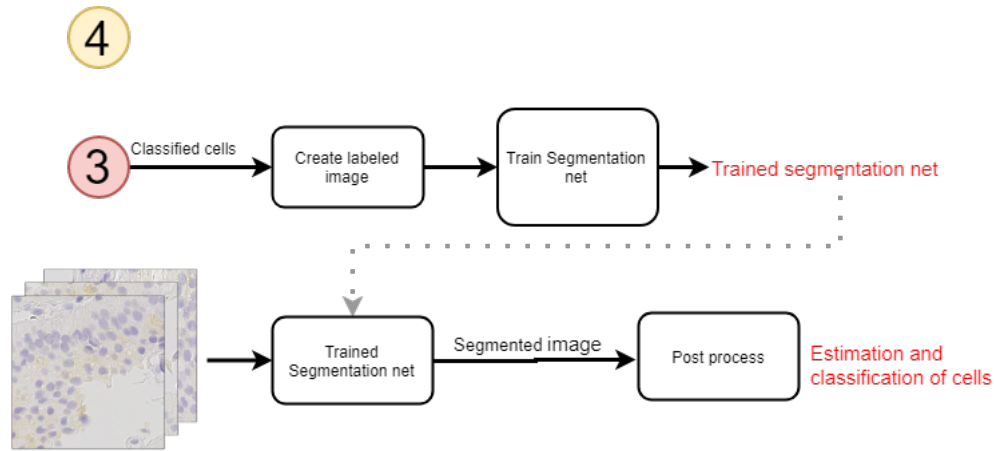 4
3
Classified cells
Create labeled
image
Train Segmentation
net
Trained segmentation net
Trained
Segmentation net
Segmented image
Post process
Estimation and
classification of cells